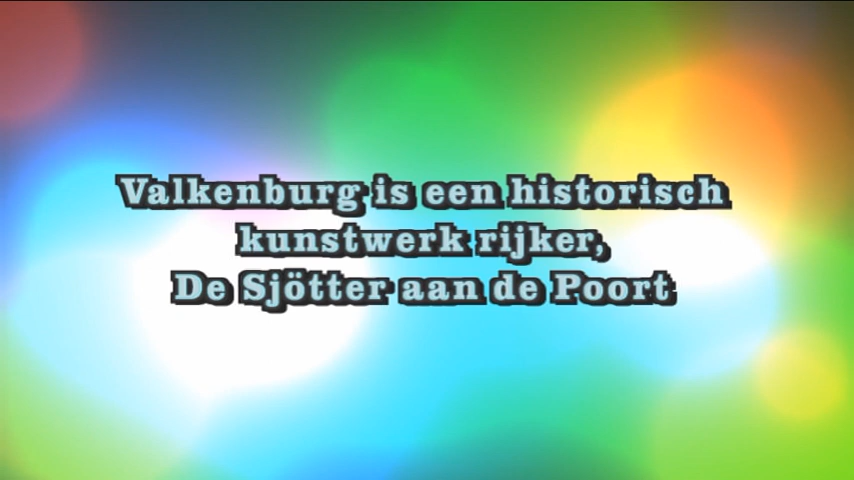 Valkenburg is een historisch
kunstwerk rijker,
De Sjötter aan de Poort